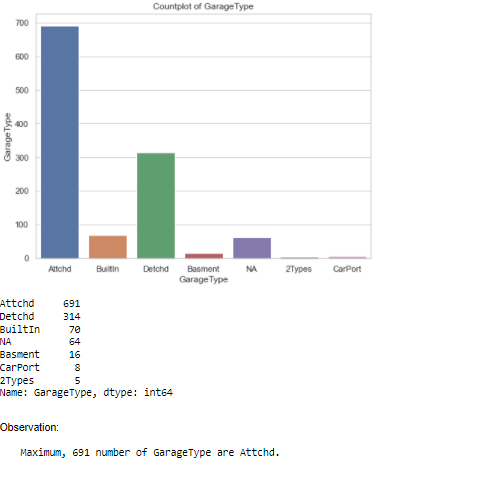 Countplot of GarageType
700
600
500
400
300
200
100
0
GarageType
Attchd BuiltIn Detchd Basment NA 2Types CarPort
GarageType
Attchd 691
Detchd 314
BuiltIn 70
NA 64
Basment 16
CarPort 8
2Types 5
Name: GarageType, dtype: int64
Observation:
Maximum, 691 number of GarageType are Attchd.